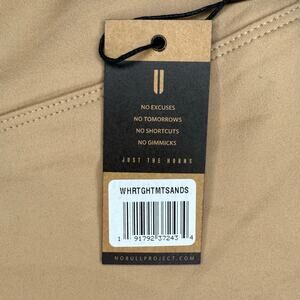 NO EXCUSES
NO TOMORROWS
NO SHORTCUTS
NO GIMMICKS
JUST THE HORNS
WHRTGHTMTSANDS
1 91792 37243 4
NOBULLPROJECT.COM